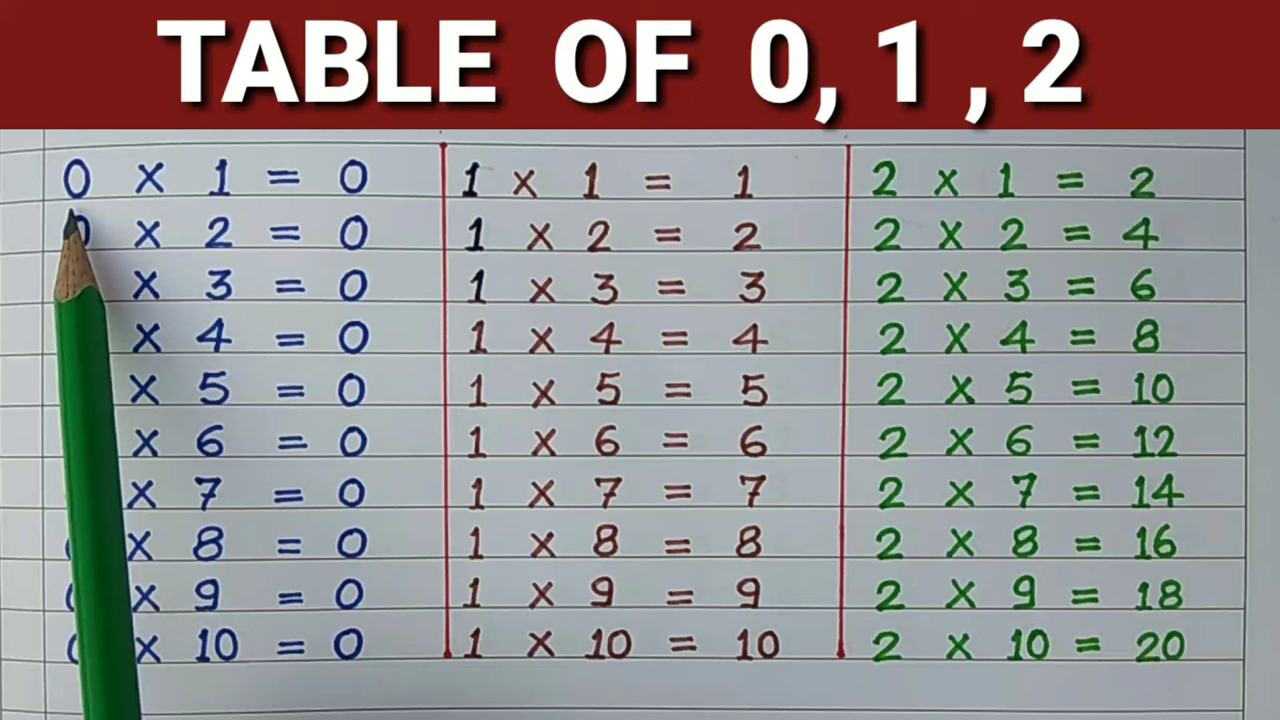 TABLE OF 0, 1, 2
0 × 1 = 0
0 × 2 = 0
× 3 = 0
× 4 = 0
× 5 = 0
× 6 = 0
× 7 = 0
0 × 8 = 0
0 × 9 = 0
0 × 10 = 0
1 × 1 = 1
1 × 2 = 2
1 × 3 = 3
1 × 4 = 4
1 × 5 = 5
1 × 6 = 6
1 × 7 = 7
1 × 8 = 8
1 × 9 = 9
1 × 10 = 10
2 × 1 = 2
2 × 2 = 4
2 × 3 = 6
2 × 4 = 8
2 × 5 = 10
2 × 6 = 12
2 × 7 = 14
2 × 8 = 16
2 × 9 = 18
2 × 10 = 20